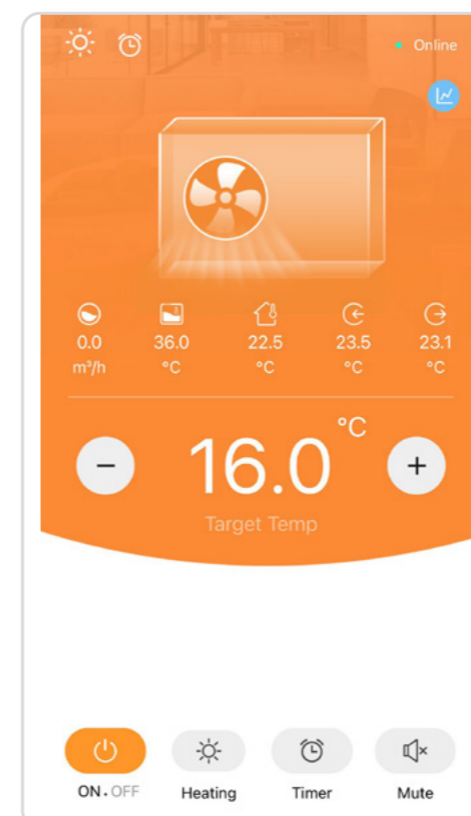 Online
0.0 36.0 22.5 23.5 23.1
m³/h °C °C °C °C
− 16.0 °C +
Target Temp
ON • OFF Heating Timer Mute